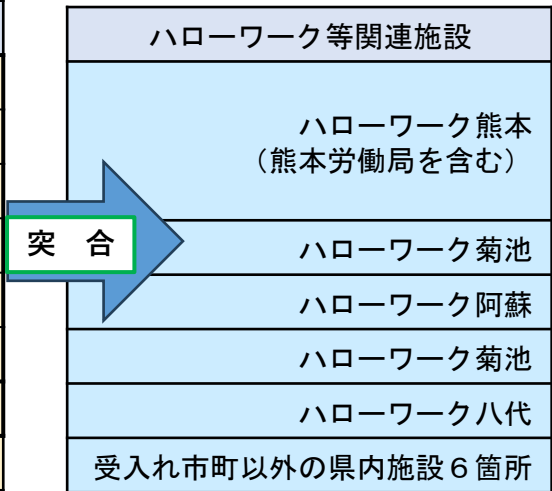 ハローワーク等関連施設
ハローワーク熊本
（熊本労働局を含む）
突　合
ハローワーク菊池
ハローワーク阿蘇
ハローワーク菊池
ハローワーク八代
受入れ市町以外の県内施設６箇所